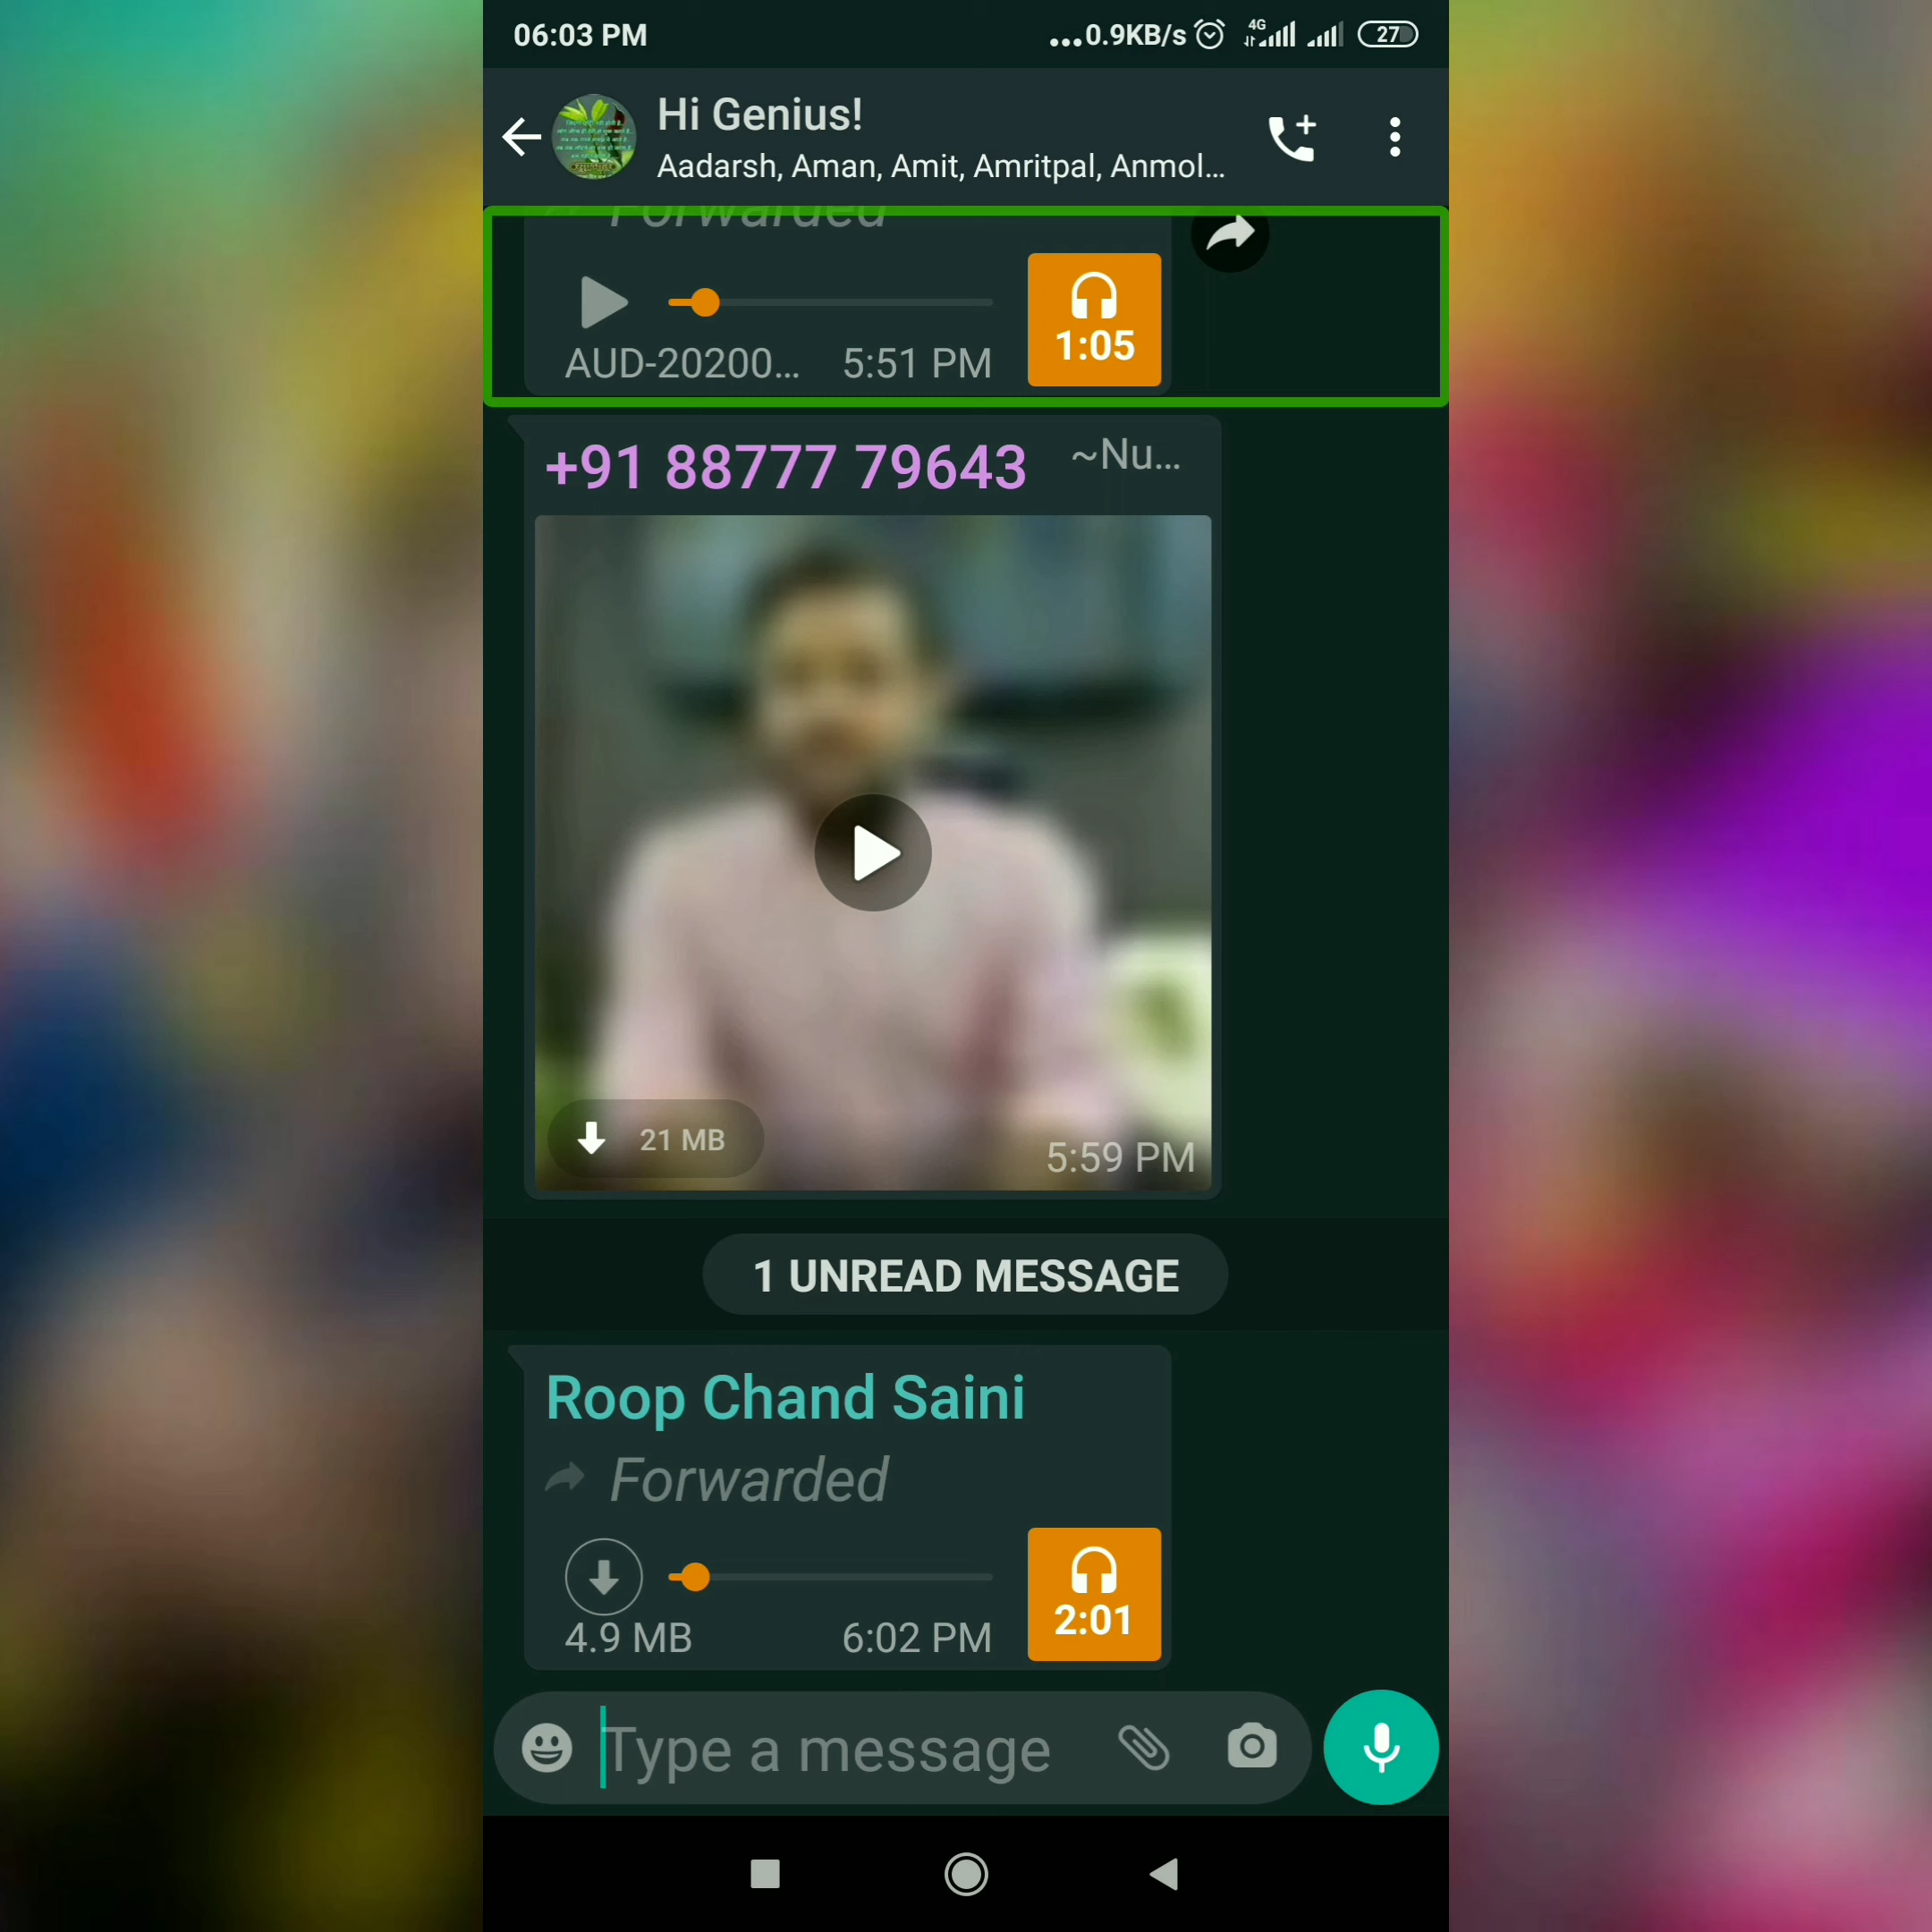 06:03 PM
...0.9KB/s 4G 27
Hi Genius!
Aadarsh, Aman, Amit, Amritpal, Anmol...
Forwarded
1:05
AUD-20200... 5:51 PM
+91 88777 79643 ~Nu...
21 MB
5:59 PM
1 UNREAD MESSAGE
Roop Chand Saini
Forwarded
2:01
4.9 MB 6:02 PM
Type a message